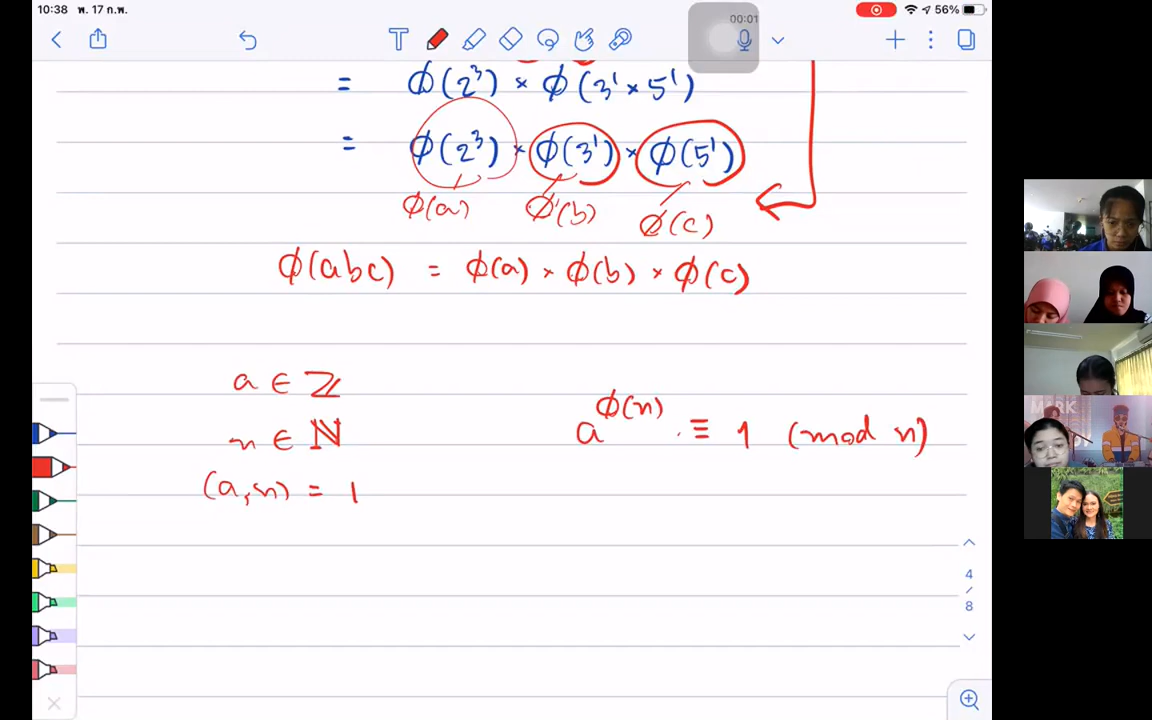 10:38 พ. 17 ก.พ.
00:01
56%
= ϕ(2³) × ϕ(3¹ × 5¹)
= ϕ(2³) × ϕ(3¹) × ϕ(5¹)
ϕ(a) ϕ(b) ϕ(c)
ϕ(abc) = ϕ(a) × ϕ(b) × ϕ(c)
a ∈ ℤ
n ∈ ℕ
(a,n) = 1
a^ϕ(n) ≡ 1 (mod n)
4
/
8